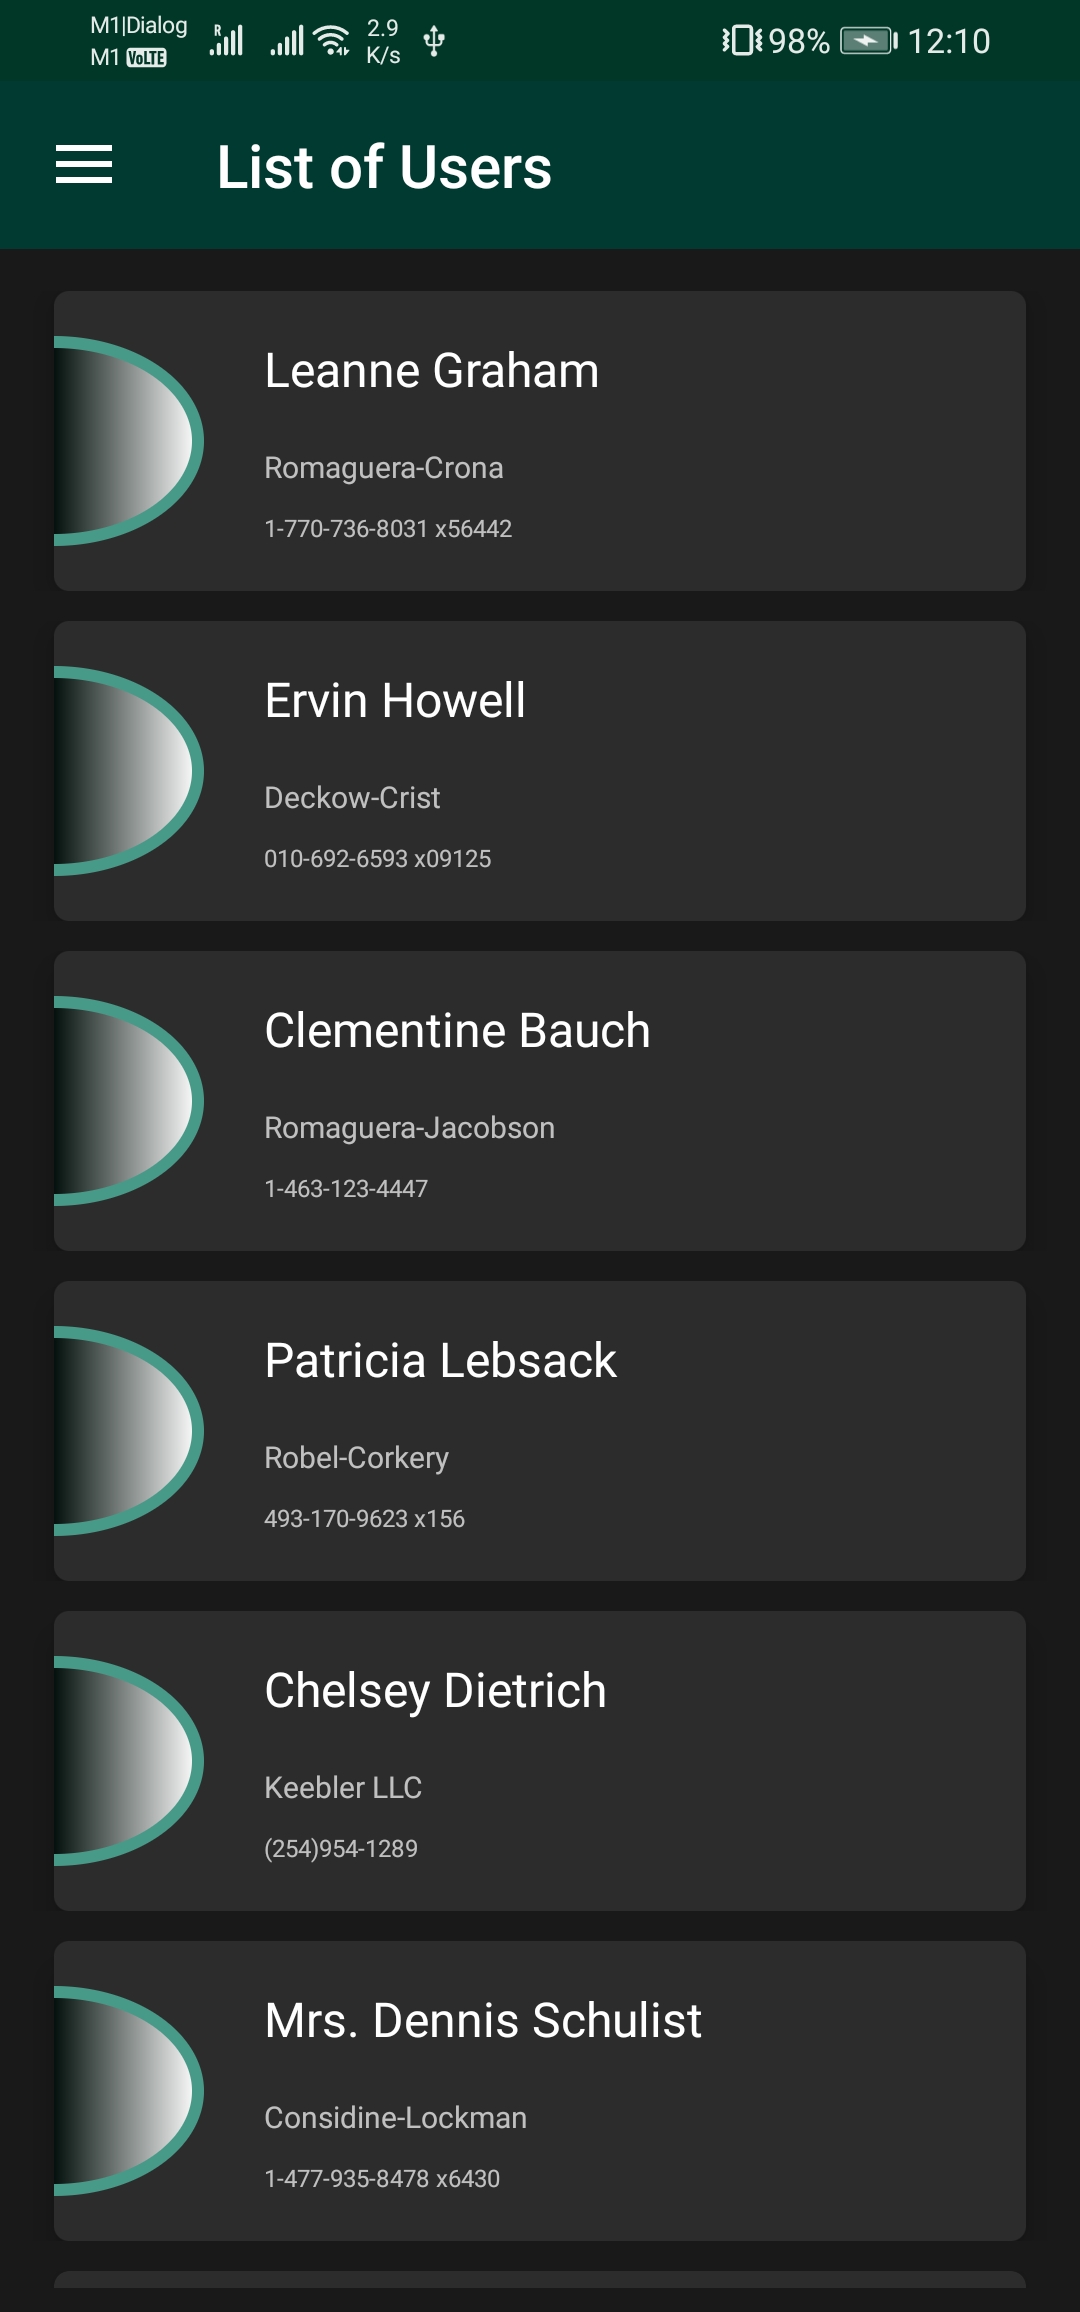 M1|Dialog
M1 VoLTE
R
2.9
K/s
98%
12:10
List of Users
Leanne Graham
Romaguera-Crona
1-770-736-8031 x56442
Ervin Howell
Deckow-Crist
010-692-6593 x09125
Clementine Bauch
Romaguera-Jacobson
1-463-123-4447
Patricia Lebsack
Robel-Corkery
493-170-9623 x156
Chelsey Dietrich
Keebler LLC
(254)954-1289
Mrs. Dennis Schulist
Considine-Lockman
1-477-935-8478 x6430